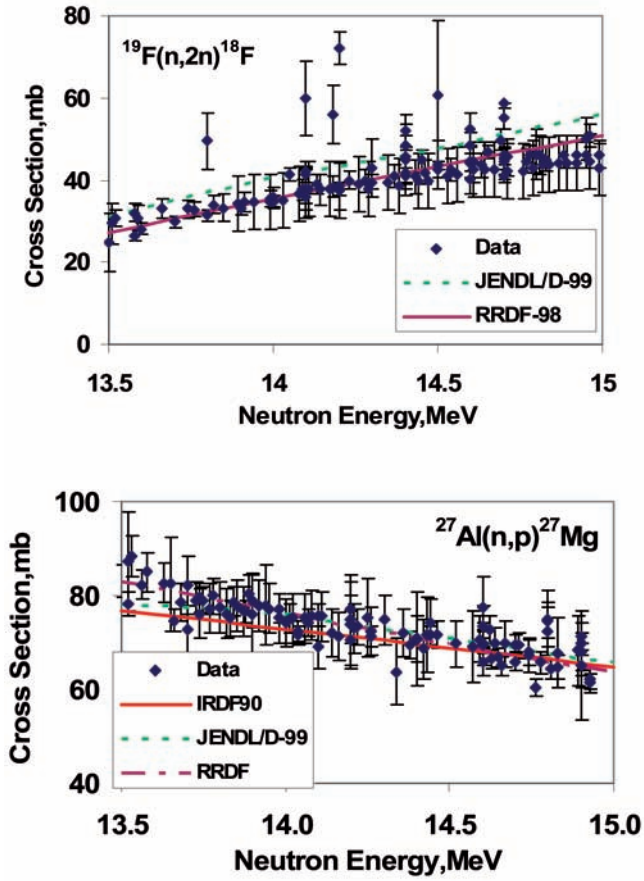 80
¹⁹F(n,2n)¹⁸F
60
40
20
0
Cross Section,mb
Data
JENDL/D-99
RRDF-98
13.5 14 14.5 15
Neutron Energy,MeV
100
²⁷Al(n,p)²⁷Mg
80
60
40
Cross Section,mb
Data
IRDF90
JENDL/D-99
RRDF
13.5 14.0 14.5 15.0
Neutron Energy,MeV